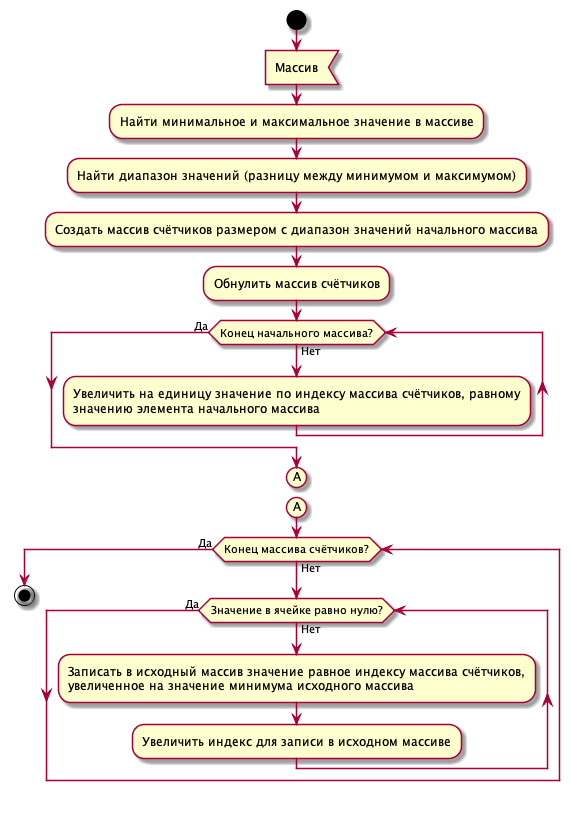 Массив
Найти минимальное и максимальное значение в массиве
Найти диапазон значений (разницу между минимумом и максимумом)
Создать массив счётчиков размером с диапазон значений начального массива
Обнулить массив счётчиков
Да
Конец начального массива?
Нет
Увеличить на единицу значение по индексу массива счётчиков, равному
значению элемента начального массива
А
А
Да
Конец массива счётчиков?
Нет
Да
Значение в ячейке равно нулю?
Нет
Записать в исходный массив значение равное индексу массива счётчиков,
увеличенное на значение минимума исходного массива
Увеличить индекс для записи в исходном массиве